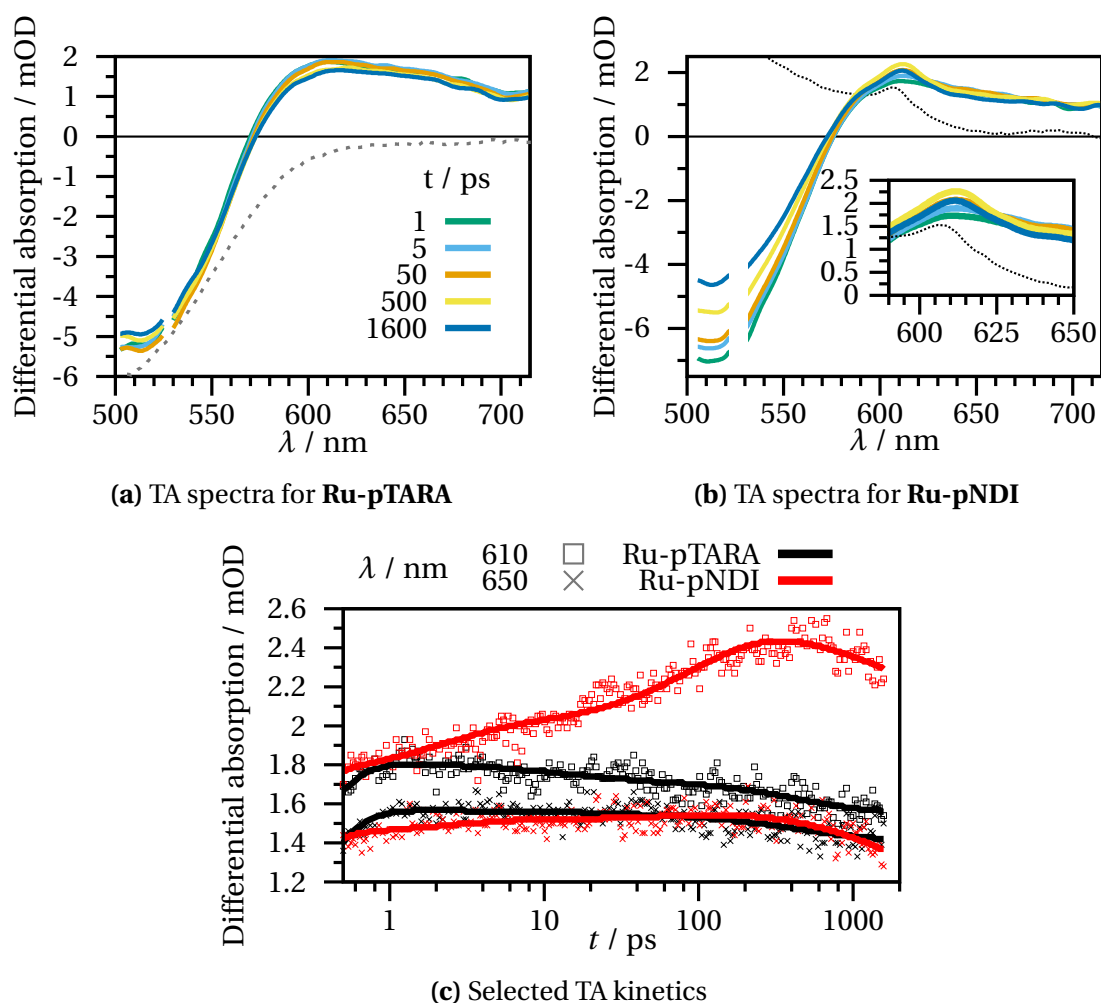 Differential absorption / mOD
2
1
0
-1
-2
-3
-4
-5
-6
t / ps
1
5
50
500
1600
500 550 600 650 700
λ / nm
(a) TA spectra for Ru-pTARA
Differential absorption / mOD
2
0
-2
-4
-6
2.5
2
1.5
1
0.5
0
600 625 650
500 550 600 650 700
λ / nm
(b) TA spectra for Ru-pNDI
λ / nm
610
650
Ru-pTARA
Ru-pNDI
Differential absorption / mOD
2.6
2.4
2.2
2
1.8
1.6
1.4
1.2
1 10 100 1000
t / ps
(c) Selected TA kinetics